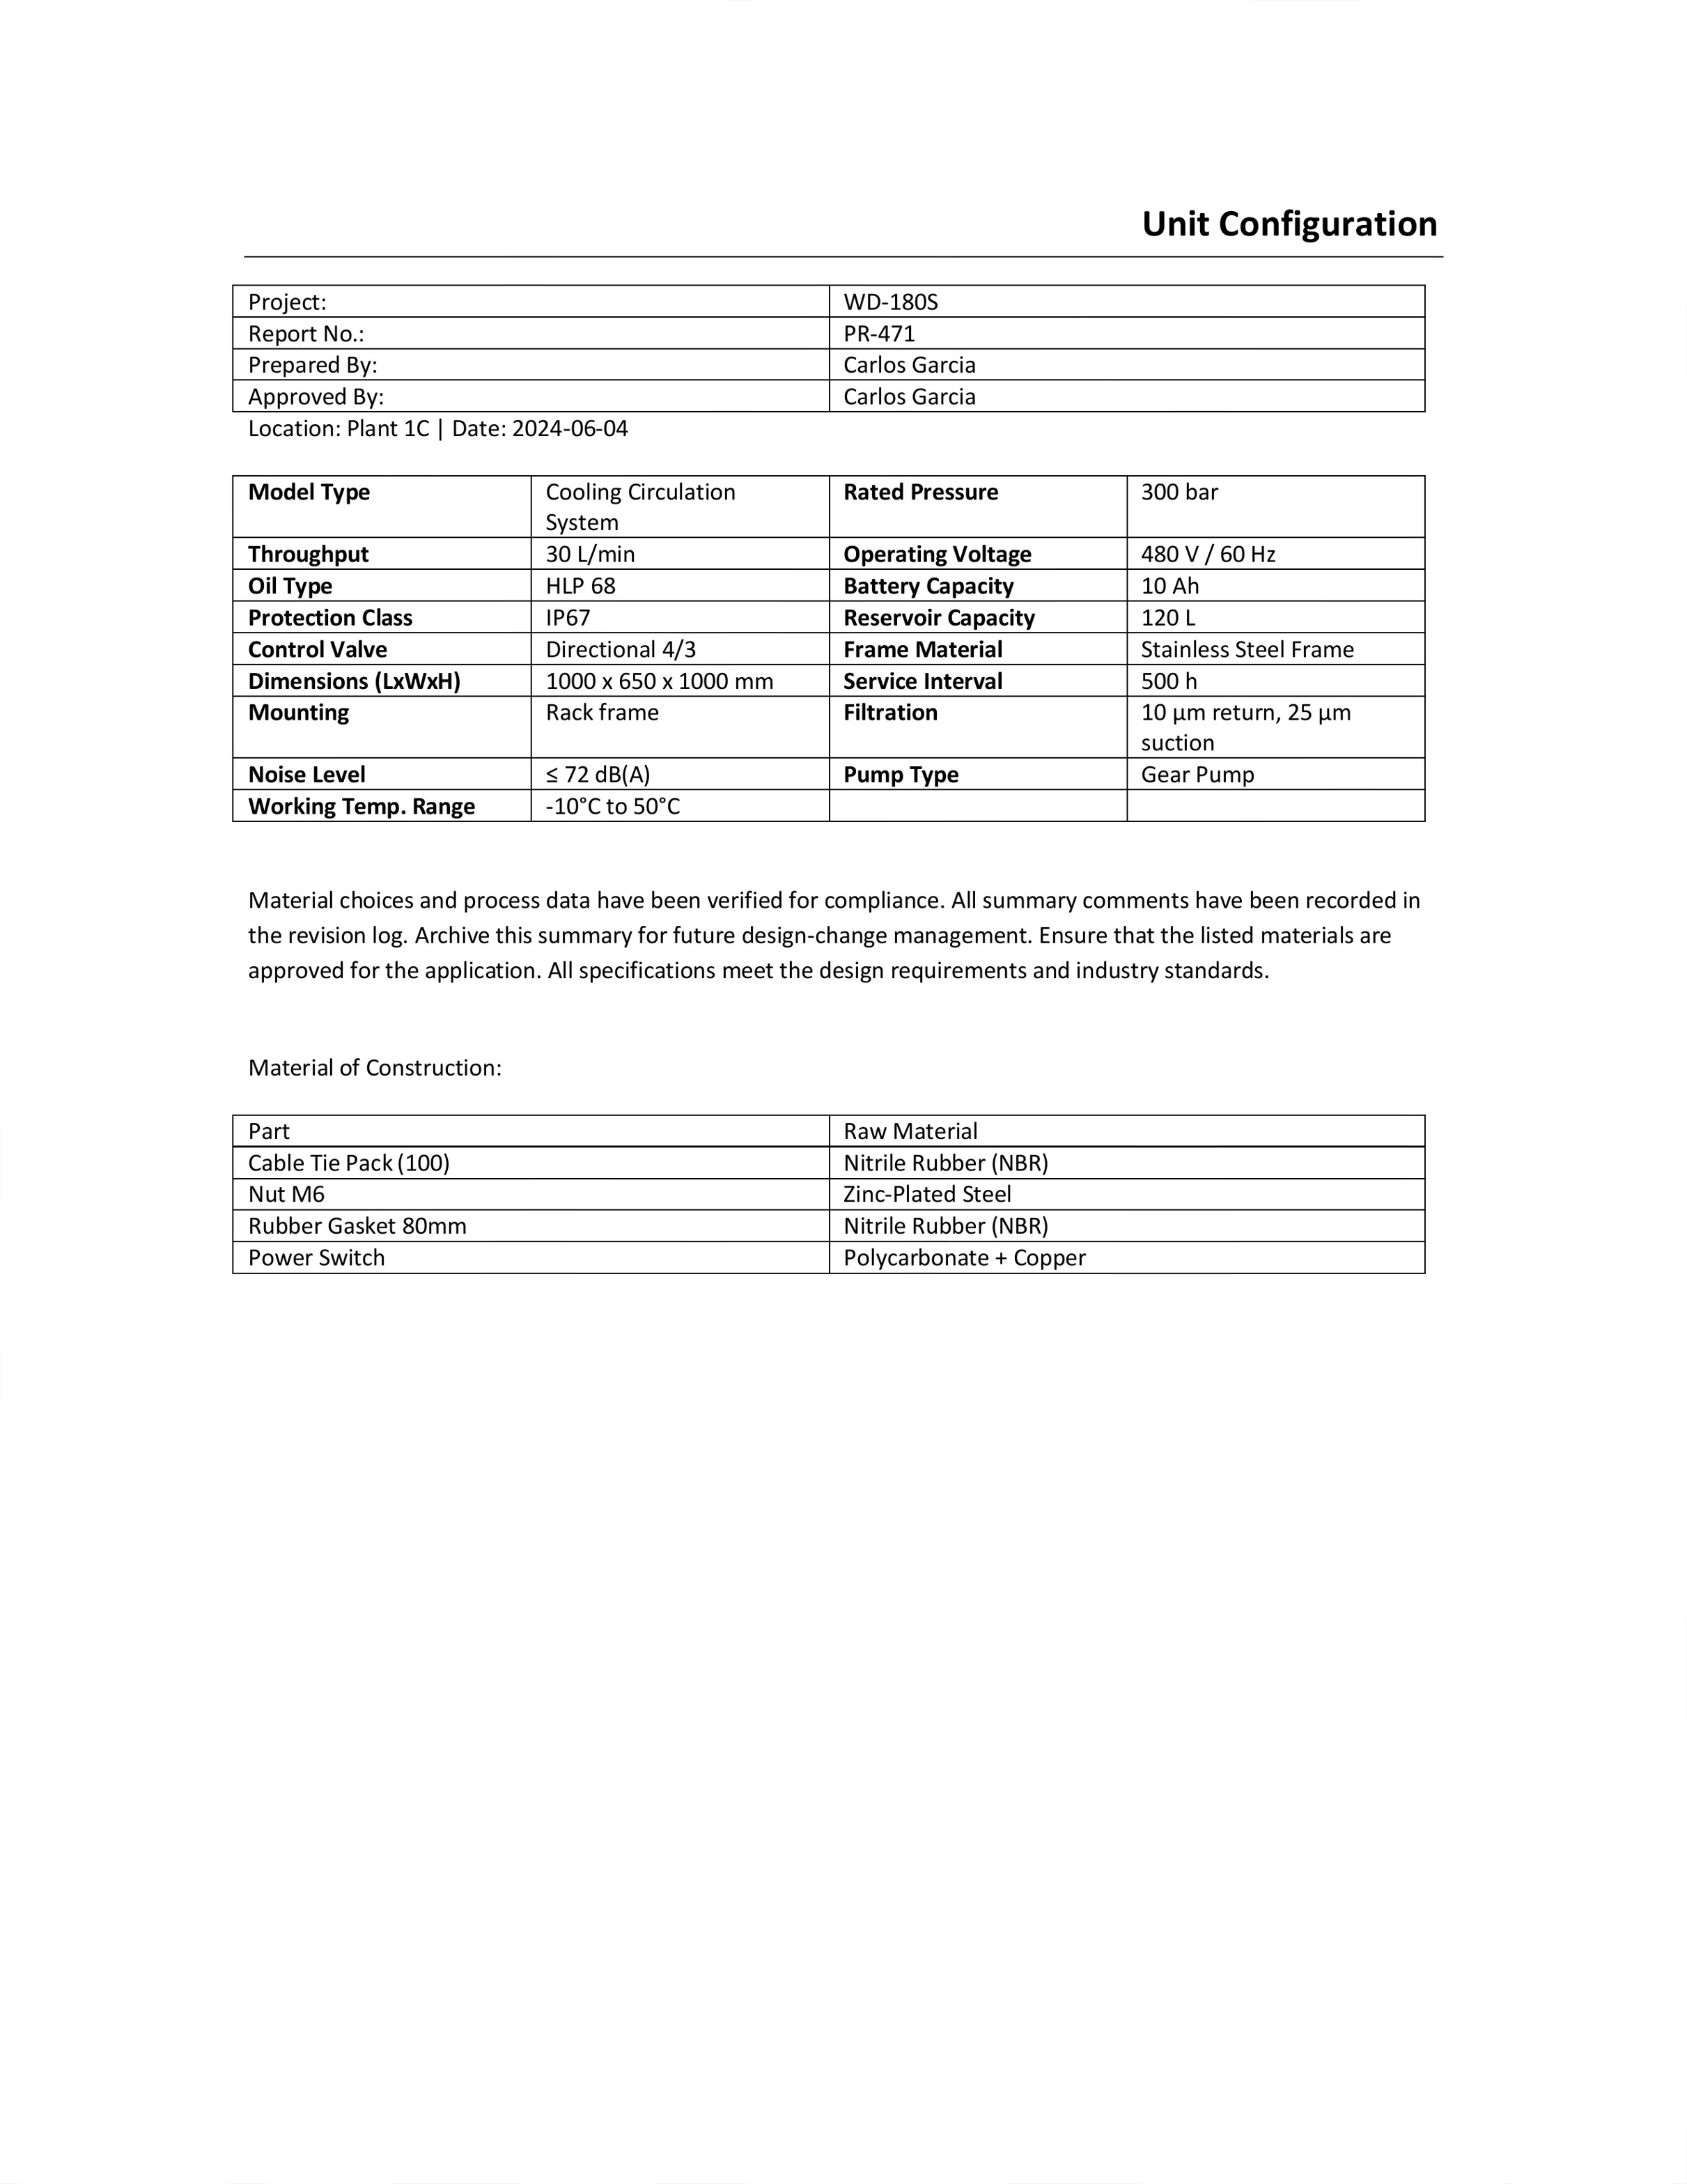 Unit Configuration
Project: WD-180S
Report No.: PR-471
Prepared By: Carlos Garcia
Approved By: Carlos Garcia
Location: Plant 1C | Date: 2024-06-04
Model Type Cooling Circulation System Rated Pressure 300 bar
Throughput 30 L/min Operating Voltage 480 V / 60 Hz
Oil Type HLP 68 Battery Capacity 10 Ah
Protection Class IP67 Reservoir Capacity 120 L
Control Valve Directional 4/3 Frame Material Stainless Steel Frame
Dimensions (LxWxH) 1000 x 650 x 1000 mm Service Interval 500 h
Mounting Rack frame Filtration 10 µm return, 25 µm suction
Noise Level ≤ 72 dB(A) Pump Type Gear Pump
Working Temp. Range -10°C to 50°C
Material choices and process data have been verified for compliance. All summary comments have been recorded in
the revision log. Archive this summary for future design-change management. Ensure that the listed materials are
approved for the application. All specifications meet the design requirements and industry standards.
Material of Construction:
Part Raw Material
Cable Tie Pack (100) Nitrile Rubber (NBR)
Nut M6 Zinc-Plated Steel
Rubber Gasket 80mm Nitrile Rubber (NBR)
Power Switch Polycarbonate + Copper